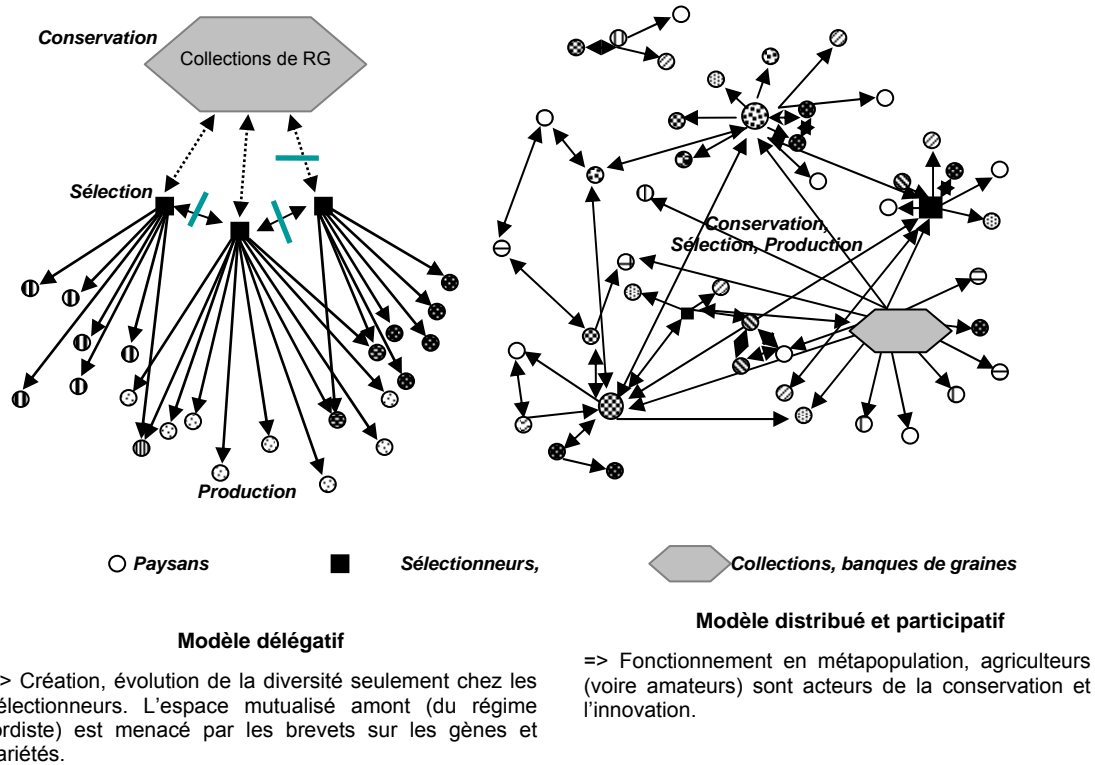 Conservation
Collections de RG
Sélection
Production
Conservation,
Sélection, Production
Paysans
Sélectionneurs,
Collections, banques de graines
Modèle délégatif
> Création, évolution de la diversité seulement chez les
électionneurs. L'espace mutualisé amont (du régime
ordiste) est menacé par les brevets sur les gènes et
ariétés.
Modèle distribué et participatif
=> Fonctionnement en métapopulation, agriculteurs
(voire amateurs) sont acteurs de la conservation et
l'innovation.